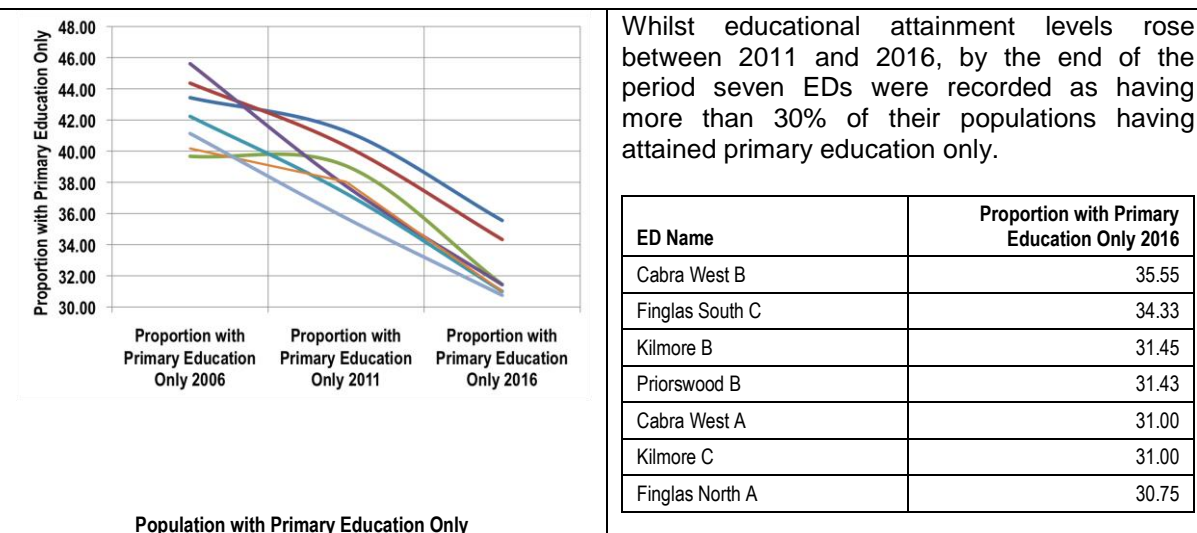 48.00
46.00
44.00
42.00
40.00
38.00
36.00
34.00
32.00
30.00
Proportion with Primary Education Only
Proportion with Primary Education Only 2006
Proportion with Primary Education Only 2011
Proportion with Primary Education Only 2016
Population with Primary Education Only
Whilst educational attainment levels rose
between 2011 and 2016, by the end of the
period seven EDs were recorded as having
more than 30% of their populations having
attained primary education only.
ED Name Proportion with Primary Education Only 2016
Cabra West B 35.55
Finglas South C 34.33
Kilmore B 31.45
Priorswood B 31.43
Cabra West A 31.00
Kilmore C 31.00
Finglas North A 30.75